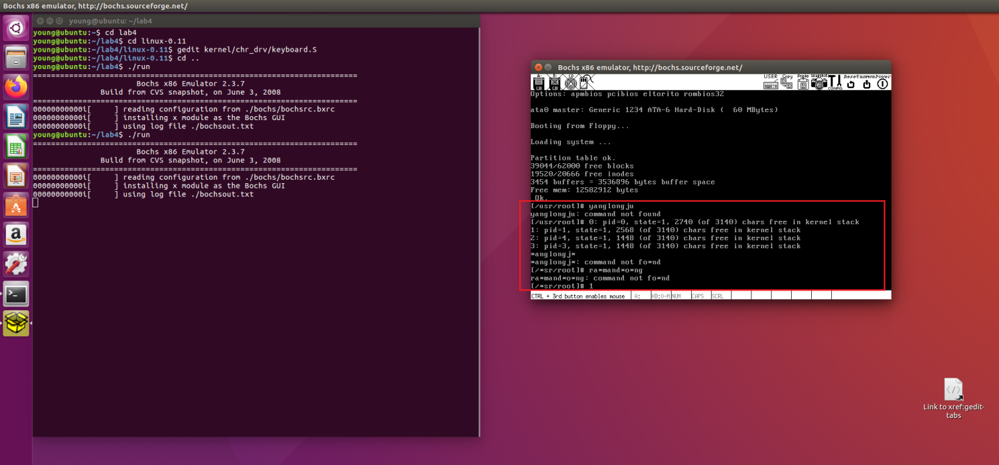 Bochs x86 emulator, http://bochs.sourceforge.net/
young@ubuntu: ~/lab4
young@ubuntu:~$ cd lab4
young@ubuntu:~/lab4$ cd linux-0.11
young@ubuntu:~/lab4/linux-0.11$ gedit kernel/chr_drv/keyboard.S
young@ubuntu:~/lab4/linux-0.11$ cd ..
young@ubuntu:~/lab4$ ./run
========================================================================
Bochs x86 Emulator 2.3.7
Build from CVS snapshot, on June 3, 2008
========================================================================
00000000000i[     ] reading configuration from ./bochs/bochsrc.bxrc
00000000000i[     ] installing x module as the Bochs GUI
00000000000i[     ] using log file ./bochsout.txt
young@ubuntu:~/lab4$ ./run
========================================================================
Bochs x86 Emulator 2.3.7
Build from CVS snapshot, on June 3, 2008
========================================================================
00000000000i[     ] reading configuration from ./bochs/bochsrc.bxrc
00000000000i[     ] installing x module as the Bochs GUI
00000000000i[     ] using log file ./bochsout.txt
Bochs x86 emulator, http://bochs.sourceforge.net/
A: B: CD
USER Copy Paste snapshot CONFIG Reset SUSPEND Power
Options: apmbios pcibios eltorito rombios32
ata0 master: Generic 1234 ATA-6 Hard-Disk (  60 MBytes)
Booting from Floppy...
Loading system ...
Partition table ok.
39044/62000 free blocks
19520/20666 free inodes
3454 buffers = 3536896 bytes buffer space
Free mem: 12582912 bytes
Ok.
[/usr/root]# yanglongju
yanglongju: command not found
[/usr/root]# 0: pid=0, state=1, 2740 (of 3140) chars free in kernel stack
1: pid=1, state=1, 2568 (of 3140) chars free in kernel stack
2: pid=4, state=1, 1448 (of 3140) chars free in kernel stack
3: pid=3, state=1, 1448 (of 3140) chars free in kernel stack
*anglongj*
*anglongj*: command not fo*nd
[/*sr/root]# ra*mand*o*ng
ra*mand*o*ng: command not fo*nd
[/*sr/root]# 1
CTRL + 3rd button enables mouse A: HD:0-M NUM CAPS SCRL
Link to xref:gedit-
tabs